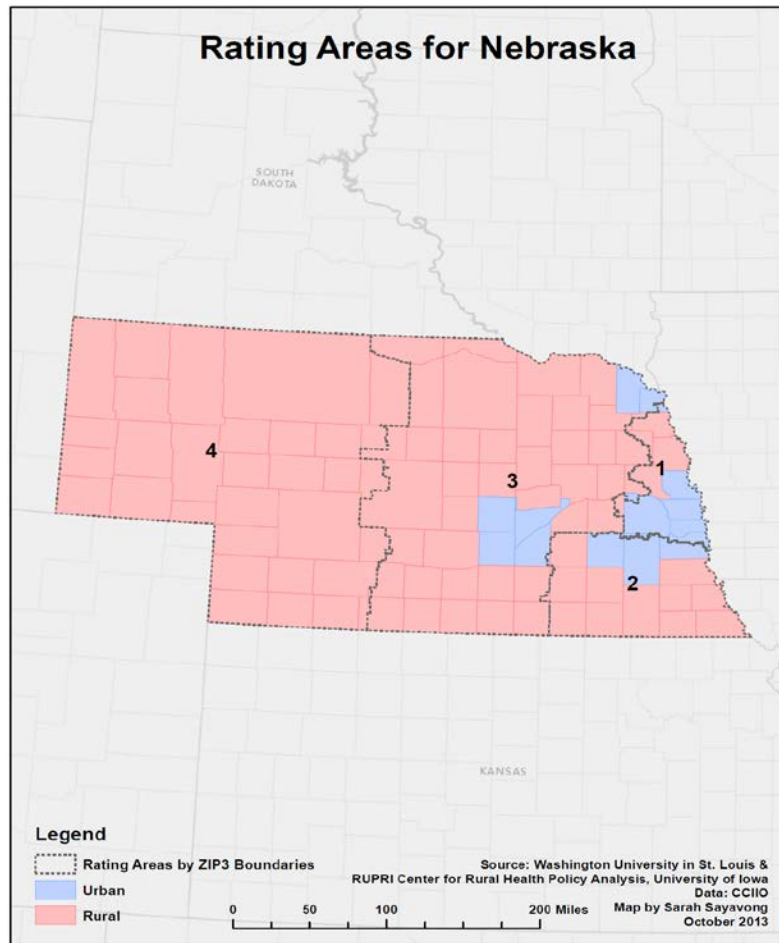 Rating Areas for Nebraska
SOUTH
DAKOTA
4
3
1
2
KANSAS
Legend
Rating Areas by ZIP3 Boundaries
Urban
Rural
0 50 100 200 Miles
Source: Washington University in St. Louis &
RUPRI Center for Rural Health Policy Analysis, University of Iowa
Data: CCIIO
Map by Sarah Sayavong
October 2013